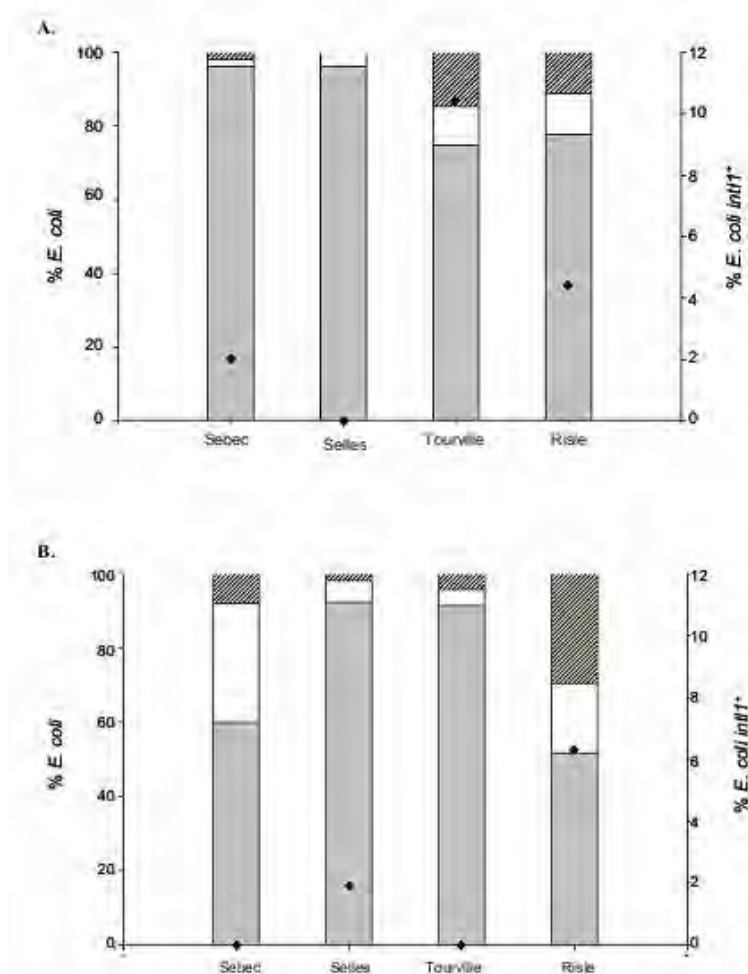 A.
100
80
60
40
20
0
% E. coli
12
10
8
6
4
2
0
% E. coli intI1+
Sebec
Selles
Tourville
Risle
B.
100
80
60
40
20
0
% E. coli
12
10
8
6
4
2
0
% E. coli intI1+
Sebec
Selles
Tourville
Risle